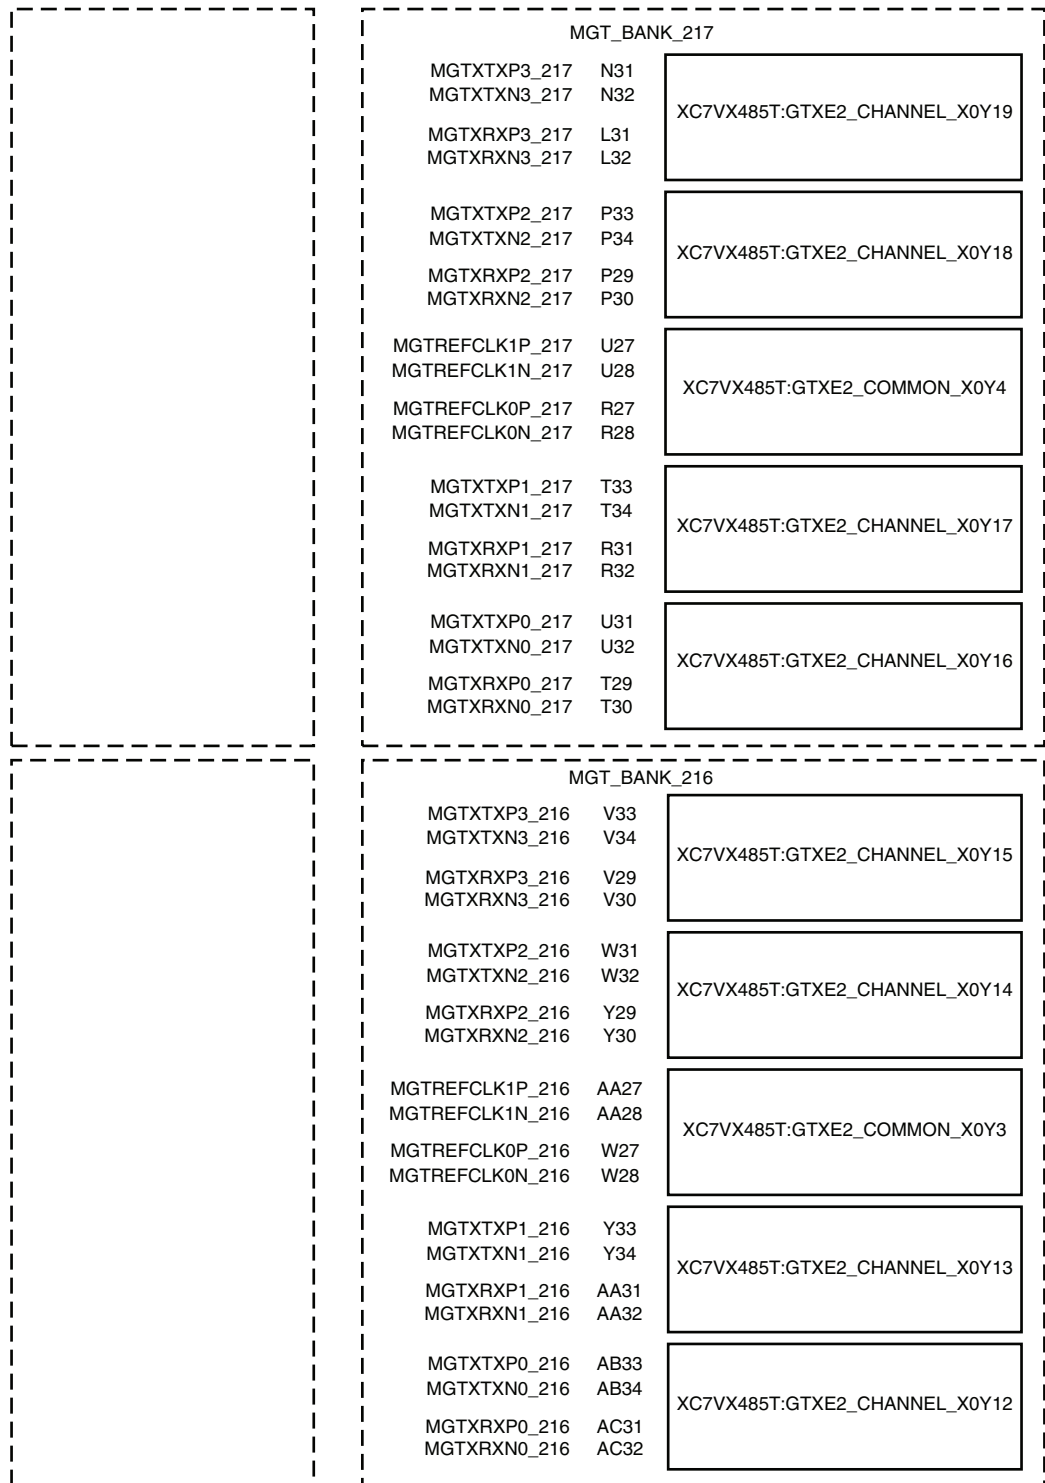 MGT_BANK_217
MGTXTXP3_217 N31
MGTXTXN3_217 N32
XC7VX485T:GTXE2_CHANNEL_X0Y19
MGTXRXP3_217 L31
MGTXRXN3_217 L32
MGTXTXP2_217 P33
MGTXTXN2_217 P34
XC7VX485T:GTXE2_CHANNEL_X0Y18
MGTXRXP2_217 P29
MGTXRXN2_217 P30
MGTREFCLK1P_217 U27
MGTREFCLK1N_217 U28
XC7VX485T:GTXE2_COMMON_X0Y4
MGTREFCLK0P_217 R27
MGTREFCLK0N_217 R28
MGTXTXP1_217 T33
MGTXTXN1_217 T34
XC7VX485T:GTXE2_CHANNEL_X0Y17
MGTXRXP1_217 R31
MGTXRXN1_217 R32
MGTXTXP0_217 U31
MGTXTXN0_217 U32
XC7VX485T:GTXE2_CHANNEL_X0Y16
MGTXRXP0_217 T29
MGTXRXN0_217 T30
MGT_BANK_216
MGTXTXP3_216 V33
MGTXTXN3_216 V34
XC7VX485T:GTXE2_CHANNEL_X0Y15
MGTXRXP3_216 V29
MGTXRXN3_216 V30
MGTXTXP2_216 W31
MGTXTXN2_216 W32
XC7VX485T:GTXE2_CHANNEL_X0Y14
MGTXRXP2_216 Y29
MGTXRXN2_216 Y30
MGTREFCLK1P_216 AA27
MGTREFCLK1N_216 AA28
XC7VX485T:GTXE2_COMMON_X0Y3
MGTREFCLK0P_216 W27
MGTREFCLK0N_216 W28
MGTXTXP1_216 Y33
MGTXTXN1_216 Y34
XC7VX485T:GTXE2_CHANNEL_X0Y13
MGTXRXP1_216 AA31
MGTXRXN1_216 AA32
MGTXTXP0_216 AB33
MGTXTXN0_216 AB34
XC7VX485T:GTXE2_CHANNEL_X0Y12
MGTXRXP0_216 AC31
MGTXRXN0_216 AC32